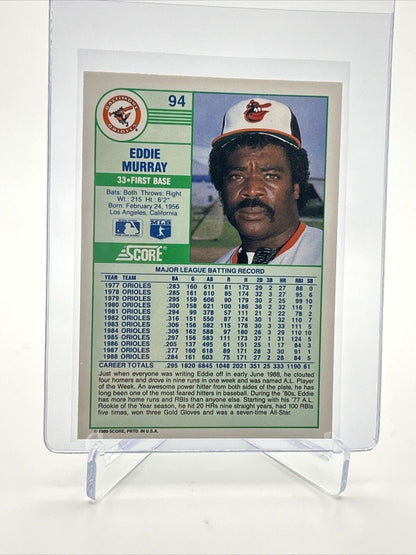 BALTIMORE ORIOLES
94
EDDIE
MURRAY
33•FIRST BASE
Bats: Both Throws: Right
Wt.: 215 Ht: 6'2"
Born: February 24, 1956
Los Angeles, California
SCORE
MAJOR LEAGUE BATTING RECORD
YEAR TEAM BA G AB R H 2B 3B HR RBI SB
1977 ORIOLES .283 160 611 81 173 29 2 27 88 0
1978 ORIOLES .285 161 610 85 174 32 3 27 95 6
1979 ORIOLES .295 159 606 90 179 30 2 25 99 10
1980 ORIOLES .300 158 621 100 186 36 2 32 116 7
1981 ORIOLES .294 99 378 57 111 21 2 22 78 2
1982 ORIOLES .316 151 550 87 174 30 1 32 110 7
1983 ORIOLES .306 156 582 115 178 30 3 33 111 5
1984 ORIOLES .306 162 588 97 180 26 3 29 110 10
1985 ORIOLES .297 156 583 111 173 37 1 31 124 5
1986 ORIOLES .305 137 495 61 151 25 1 17 84 3
1987 ORIOLES .277 160 618 89 171 28 3 30 91 1
1988 ORIOLES .284 161 603 75 171 27 2 28 84 5
CAREER TOTALS .295 1820 6845 1048 2021 351 25 333 1190 61
Just when everyone was writing Eddie off in early June 1988, he clouted
four homers and drove in nine runs in one week and was named A.L. Player
of the Week. An awesome power hitter from both sides of the plate, he has
long been one of the most feared hitters in baseball. During the '80s, Eddie
has more home runs and RBIs than anyone else. Starting with his '77 A.L.
Rookie of the Year season, he hit 20 HRs nine straight years, had 100 RBIs
five times, won three Gold Gloves and was a seven-time All-Star.
© 1989 SCORE, PRTD. IN U.S.A.